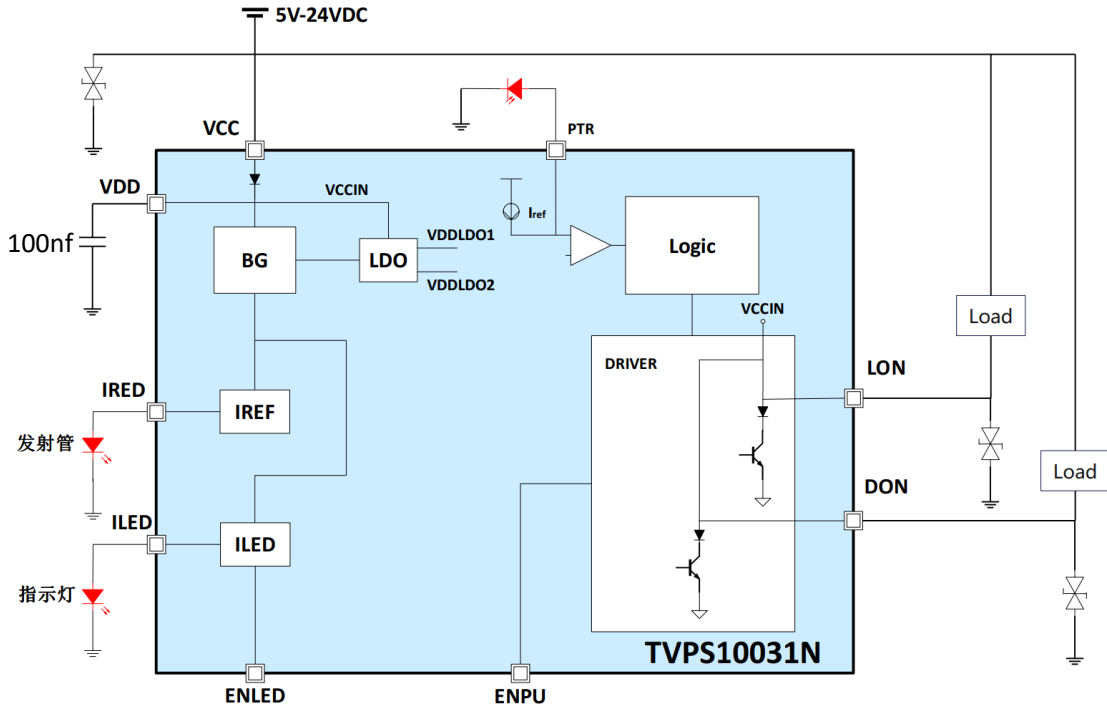 5V-24VDC
VCC
PTR
VDD
VCCIN
Iref
100nf
BG
LDO
VDDLDO1
VDDLDO2
Logic
VCCIN
Load
DRIVER
LON
IRED
IREF
发射管
Load
DON
ILED
ILED
指示灯
TVPS10031N
ENLED
ENPU